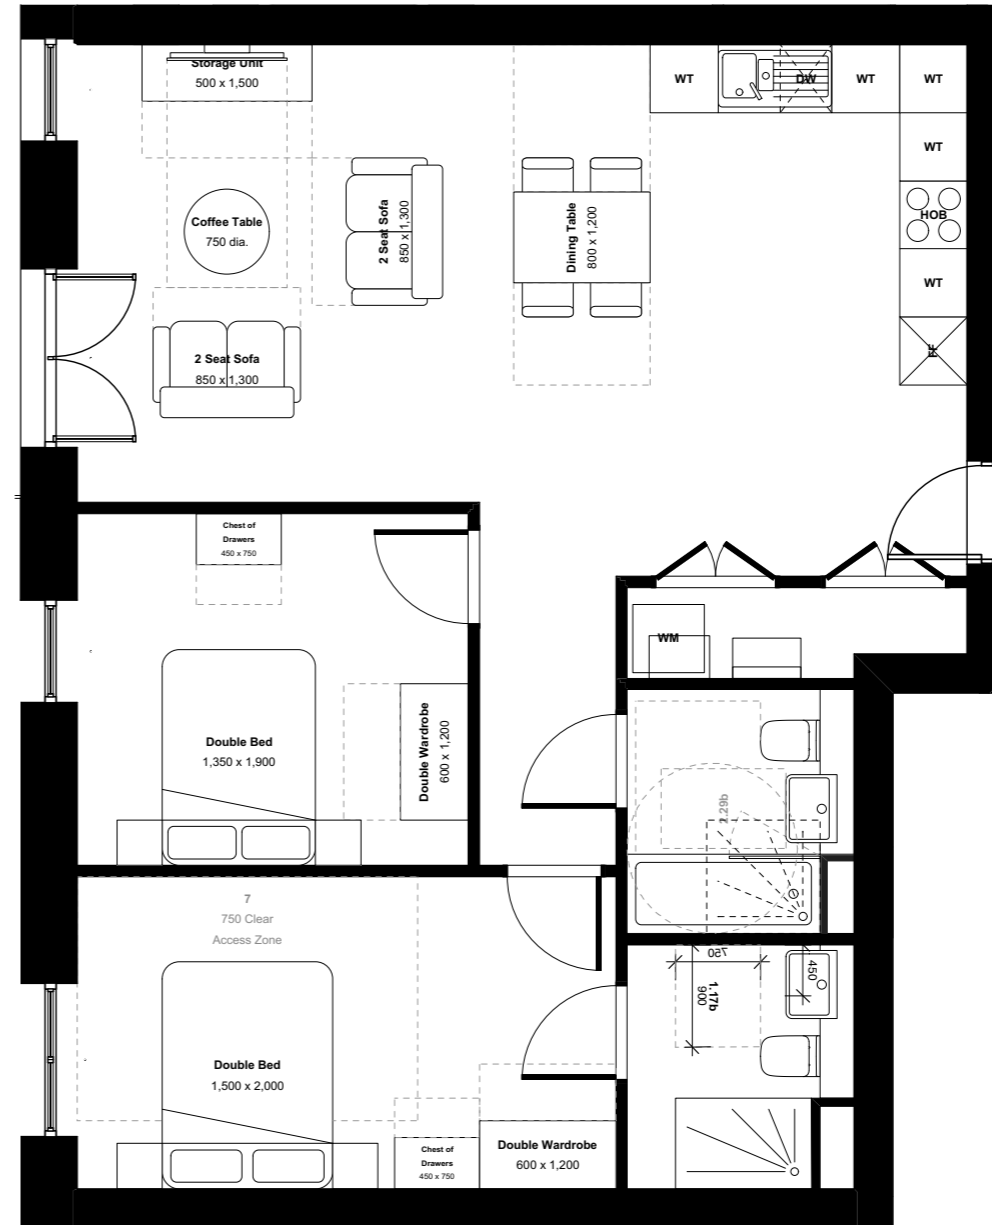 Storage Unit
500 x 1,500
WT
DW
WT
WT
WT
HOB
WT
FF
Coffee Table
750 dia.
2 Seat Sofa
850 x 1,300
Dining Table
800 x 1,200
2 Seat Sofa
850 x 1,300
Chest of
Drawers
450 x 750
WM
Double Bed
1,350 x 1,900
Double Wardrobe
600 x 1,200
2.29b
7
750 Clear
Access Zone
750
450
1.17b
900
Double Bed
1,500 x 2,000
Chest of
Drawers
450 x 750
Double Wardrobe
600 x 1,200